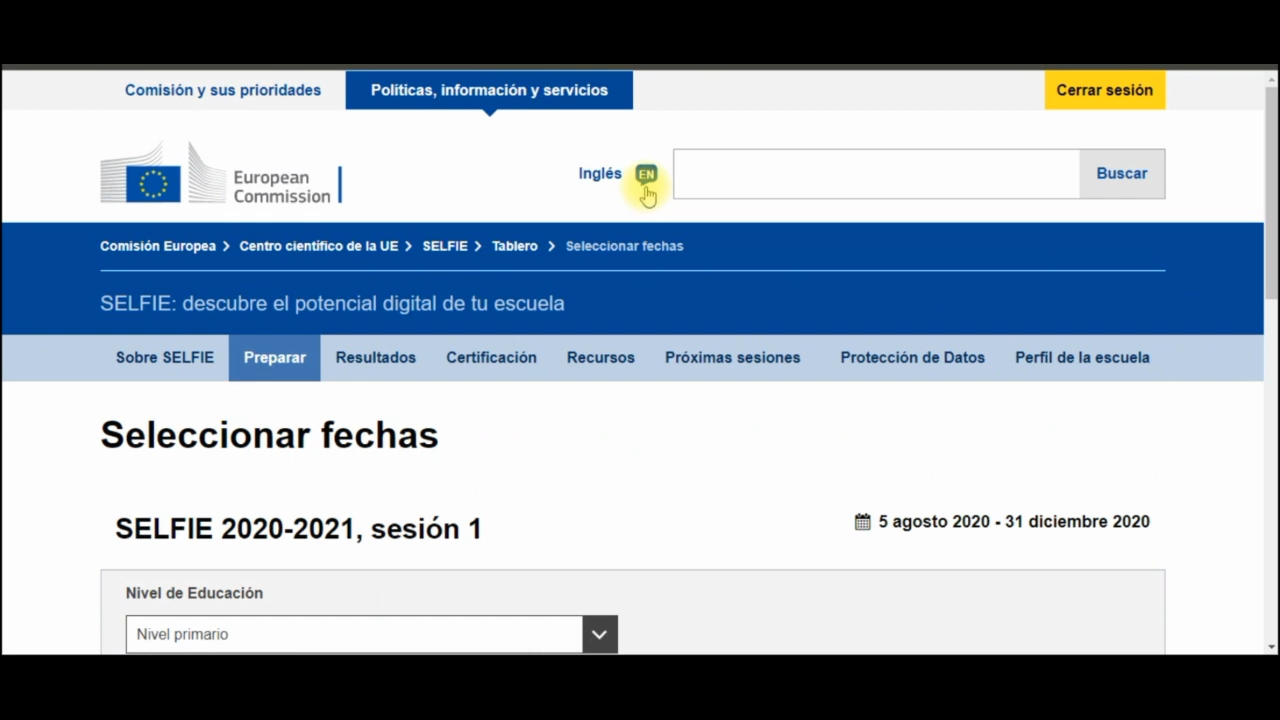 Comisión y sus prioridades
Políticas, información y servicios
Cerrar sesión
European
Commission
Inglés EN
Buscar
Comisión Europea > Centro científico de la UE > SELFIE > Tablero > Seleccionar fechas
SELFIE: descubre el potencial digital de tu escuela
Sobre SELFIE Preparar Resultados Certificación Recursos Próximas sesiones Protección de Datos Perfil de la escuela
Seleccionar fechas
SELFIE 2020-2021, sesión 1
5 agosto 2020 - 31 diciembre 2020
Nivel de Educación
Nivel primario